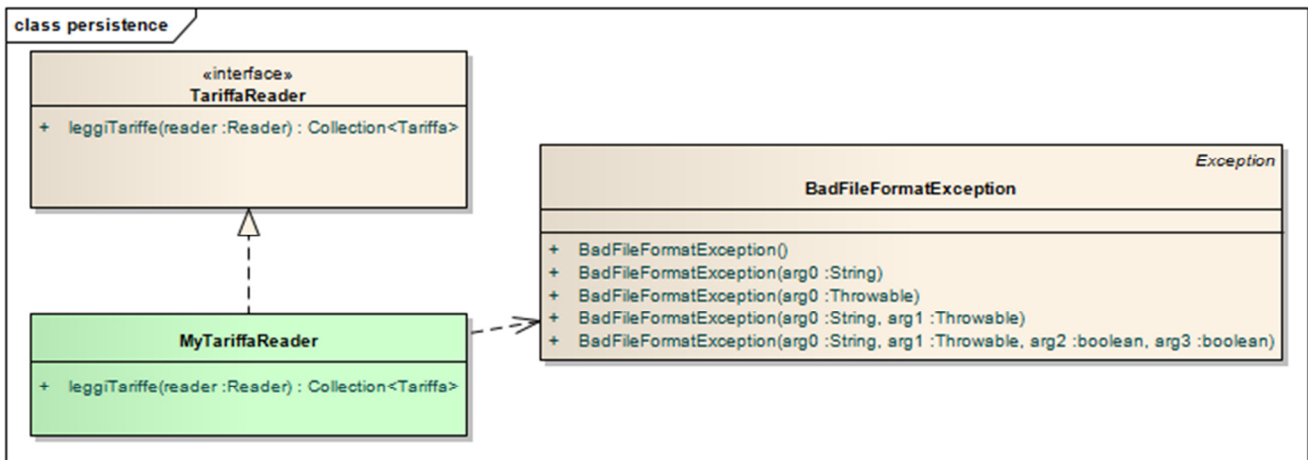 class persistence
«interface»
TariffaReader
+ leggiTariffe(reader :Reader) : Collection<Tariffa>
Exception
BadFileFormatException
+ BadFileFormatException()
+ BadFileFormatException(arg0 :String)
+ BadFileFormatException(arg0 :Throwable)
+ BadFileFormatException(arg0 :String, arg1 :Throwable)
+ BadFileFormatException(arg0 :String, arg1 :Throwable, arg2 :boolean, arg3 :boolean)
MyTariffaReader
+ leggiTariffe(reader :Reader) : Collection<Tariffa>